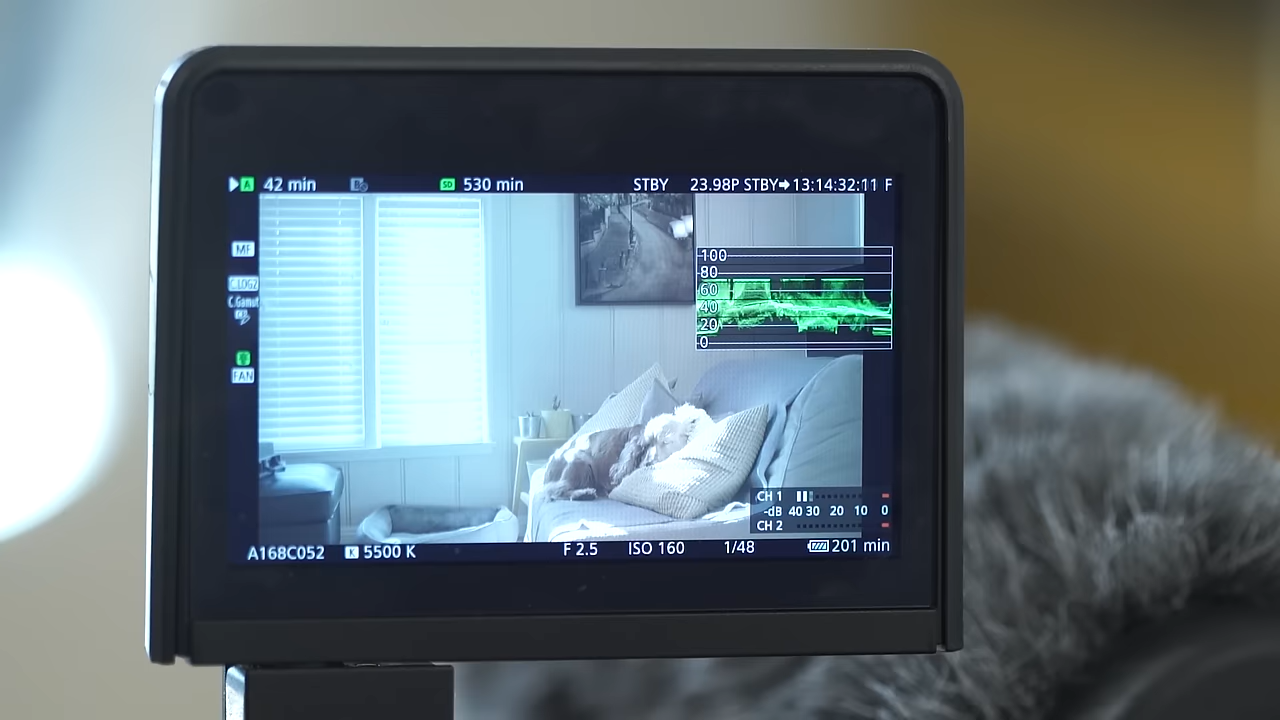 A 42 min SD 530 min STBY 23.98P STBY➡13:14:32:11 F
MF
C.LOG2
C.Gamut
FAN
100
80
60
40
20
0
CH 1
-dB 40 30 20 10 0
CH 2
A168C052 K 5500 K F 2.5 ISO 160 1/48 201 min